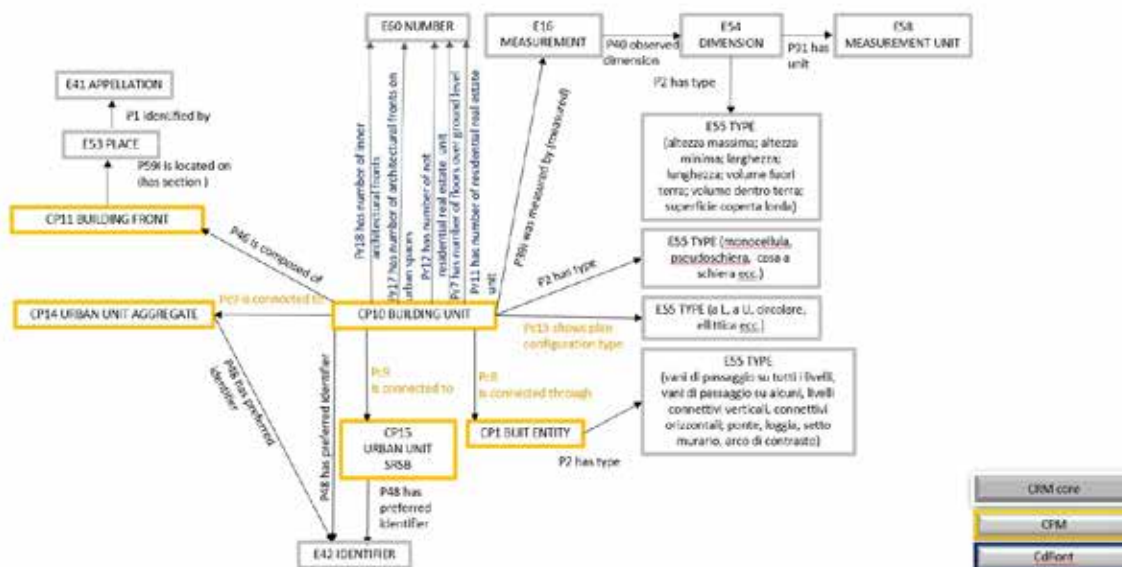 E60 NUMBER
E16
MEASUREMENT
P40 observed
dimension
E54
DIMENSION
P91 has
unit
E58
MEASUREMENT UNIT
P2 has type
E41 APPELLATION
P1 identified by
E53 PLACE
P59i is located on
(has section )
CP11 BUILDING FRONT
P46 is composed of
Pr18 has number of inner
architectural fronts
Pr17 has number of architectural fronts on
urban spaces
Pr12 has number of not
residential real estate unit
Pr7 has number of floors over ground level
Pr11 has number of residential real estate
unit
P39i was measured by (measured)
E55 TYPE
(altezza massima; altezza
minima; larghezza;
lunghezza; volume fuori
terra; volume dentro terra;
superficie coperta lorda)
P2 has type
E55 TYPE (monocellula,
pseudoschiera, cosa a
schiera ecc.)
CP14 URBAN UNIT AGGREGATE
is connected to
CP10 BUILDING UNIT
Pc13 shows plan
configuration type
E55 TYPE (a L, a U, circolare,
ellittica ecc.)
P48 has preferred
identifier
P48 has preferred identifier
Pc9
is connected to
Pc8
is connected through
E55 TYPE
(vani di passaggio su tutti i livelli,
vani di passaggio su alcuni, livelli
connettivi verticali, connettivi
orizzontali; ponte, loggia, setto
murario, arco di contrasto)
CP15
URBAN UNIT
SRSB
CP1 BUIT ENTITY
P2 has type
P48 has
preferred
identifier
E42 IDENTIFIER
CRM core
CPM
CdFont